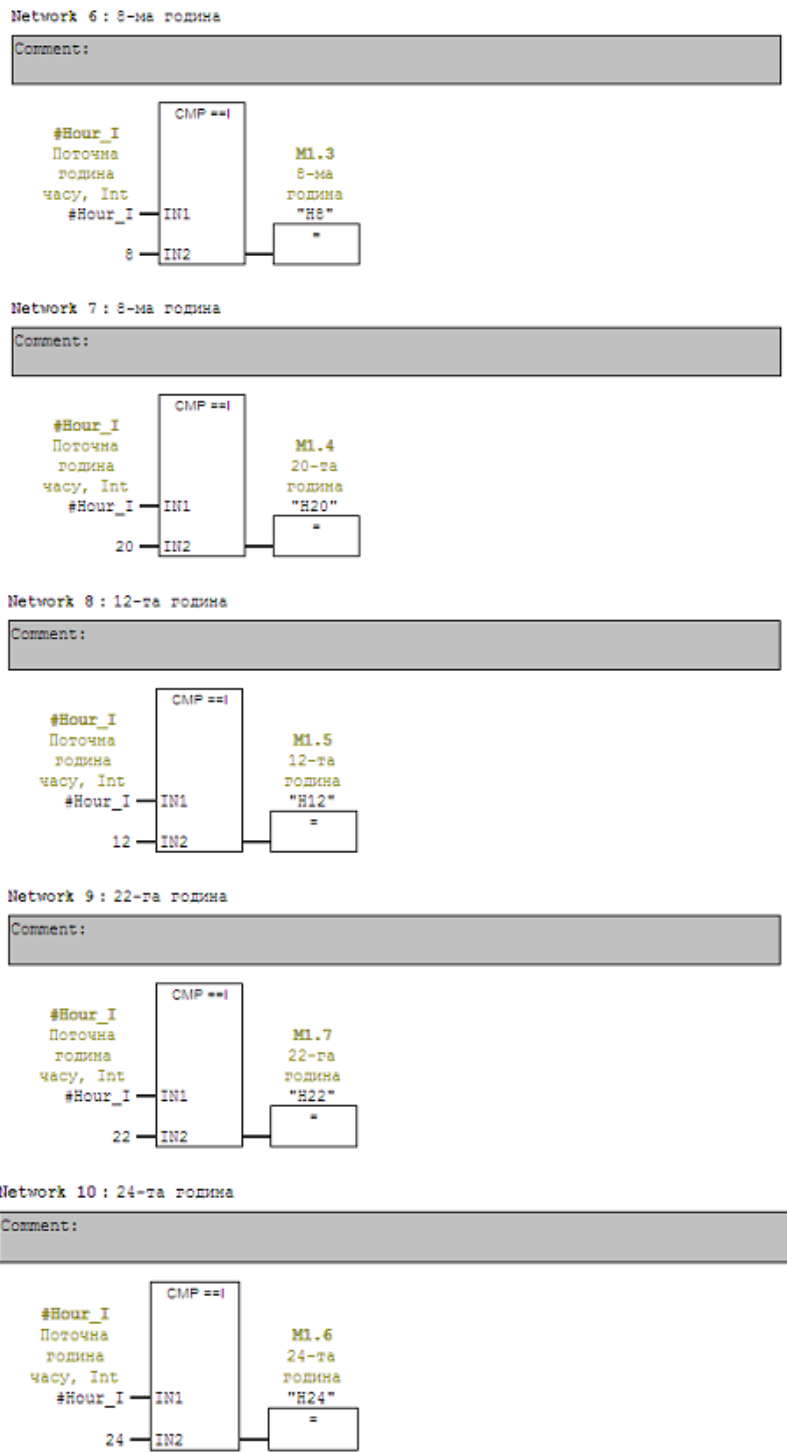 Network 6 : 8-ма година
Comment:
CMP ==I
#Hour_I
Поточна
година
часу, Int
#Hour_I
IN1
8
IN2
M1.3
8-ма
година
"H8"
=
Network 7 : 8-ма година
Comment:
CMP ==I
#Hour_I
Поточна
година
часу, Int
#Hour_I
IN1
20
IN2
M1.4
20-та
година
"H20"
=
Network 8 : 12-та година
Comment:
CMP ==I
#Hour_I
Поточна
година
часу, Int
#Hour_I
IN1
12
IN2
M1.5
12-та
година
"H12"
=
Network 9 : 22-га година
Comment:
CMP ==I
#Hour_I
Поточна
година
часу, Int
#Hour_I
IN1
22
IN2
M1.7
22-га
година
"H22"
=
Network 10 : 24-та година
Comment:
CMP ==I
#Hour_I
Поточна
година
часу, Int
#Hour_I
IN1
24
IN2
M1.6
24-та
година
"H24"
=